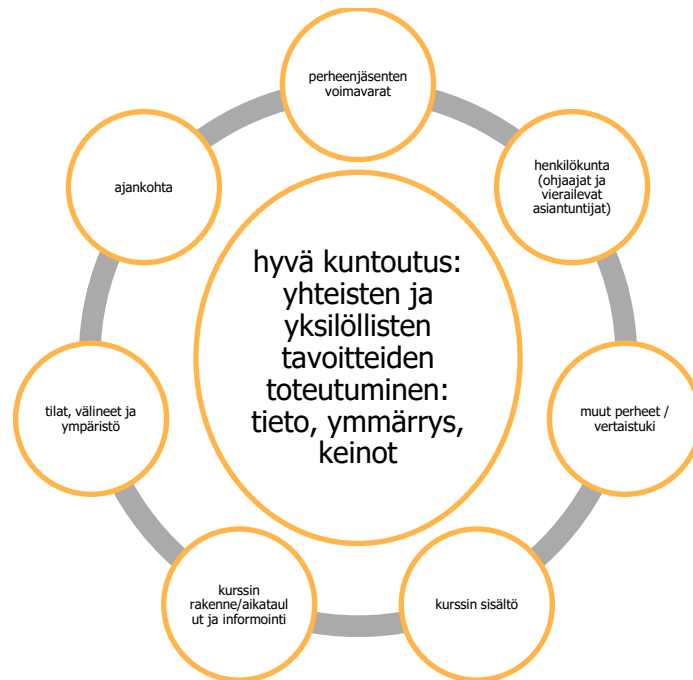 perheenjäsenten
voimavarat
henkilökunta
(ohjaajat ja
vierailevat
asiantuntijat)
muut perheet /
vertaistuki
kurssin sisältö
kurssin
rakenne/aikataul
ut ja informointi
tilat, välineet ja
ympäristö
ajankohta
hyvä kuntoutus:
yhteisten ja
yksilöllisten
tavoitteiden
toteutuminen:
tieto, ymmärrys,
keinot